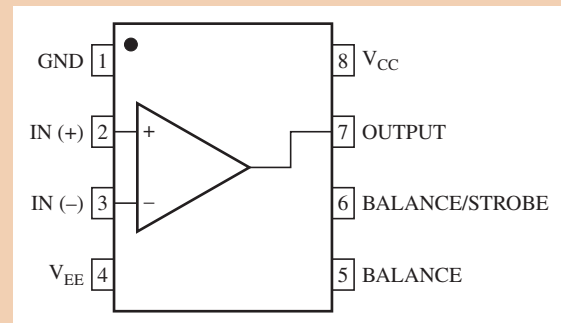 GND 1
8 V_CC
IN (+) 2 +
7 OUTPUT
IN (–) 3 –
6 BALANCE/STROBE
V_EE 4
5 BALANCE